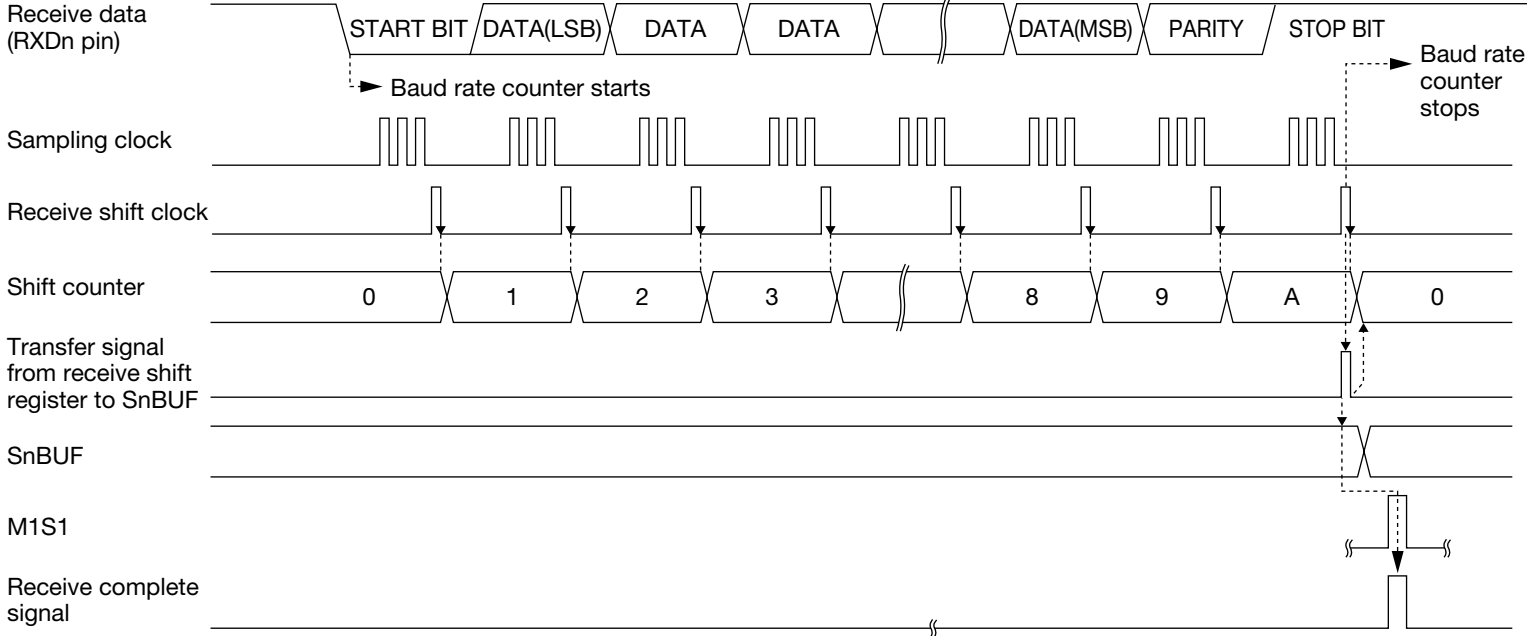 Receive data
(RXDn pin)
START BIT DATA(LSB) DATA DATA DATA(MSB) PARITY STOP BIT
Baud rate counter starts
Baud rate
counter
stops
Sampling clock
Receive shift clock
Shift counter
0 1 2 3 8 9 A 0
Transfer signal
from receive shift
register to SnBUF
SnBUF
M1S1
Receive complete
signal